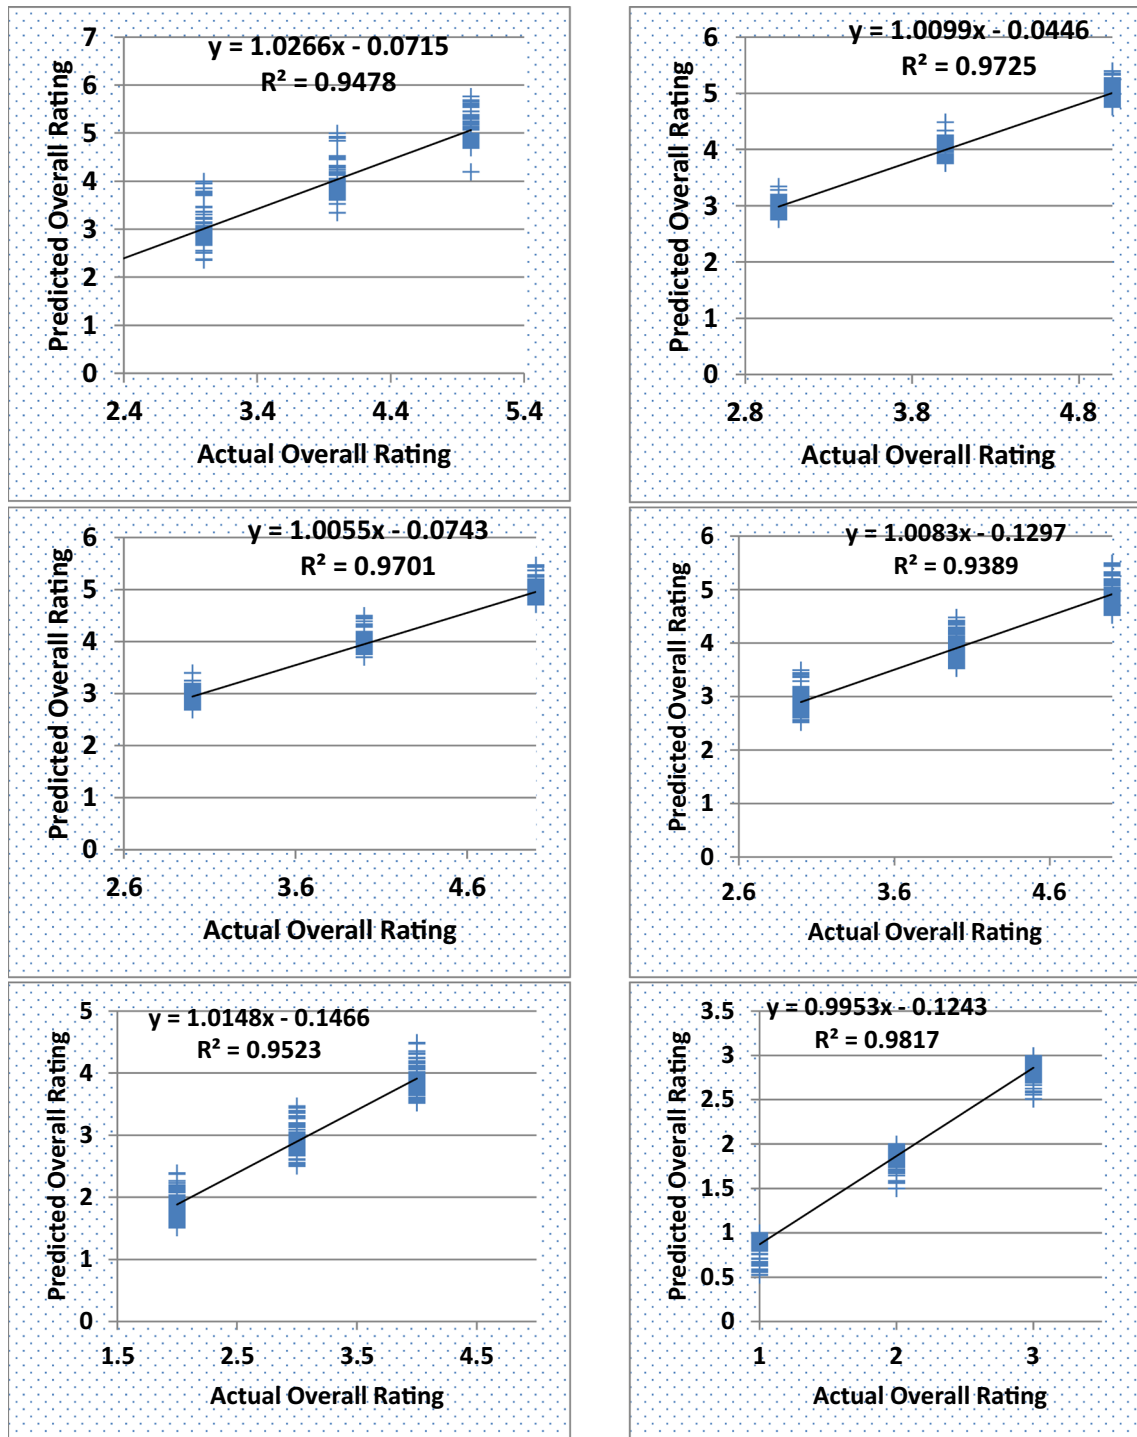 y = 1.0266x - 0.0715
R² = 0.9478
Predicted Overall Rating
7
6
5
4
3
2
1
0
2.4 3.4 4.4 5.4
Actual Overall Rating
y = 1.0099x - 0.0446
R² = 0.9725
Predicted Overall Rating
6
5
4
3
2
1
0
2.8 3.8 4.8
Actual Overall Rating
y = 1.0055x - 0.0743
R² = 0.9701
Predicted Overall Rating
6
5
4
3
2
1
0
2.6 3.6 4.6
Actual Overall Rating
y = 1.0083x - 0.1297
R² = 0.9389
Predicted Overall Rating
6
5
4
3
2
1
0
2.6 3.6 4.6
Actual Overall Rating
y = 1.0148x - 0.1466
R² = 0.9523
Predicted Overall Rating
5
4
3
2
1
0
1.5 2.5 3.5 4.5
Actual Overall Rating
y = 0.9953x - 0.1243
R² = 0.9817
Predicted Overall Rating
3.5
3
2.5
2
1.5
1
0.5
0
1 2 3
Actual Overall Rating